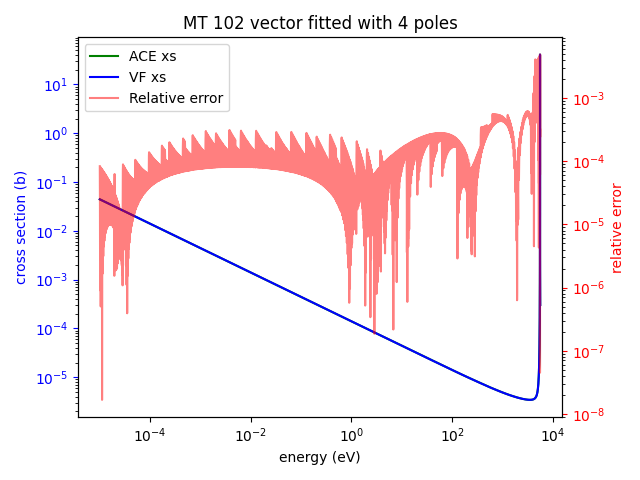 MT 102 vector fitted with 4 poles
ACE xs
VF xs
Relative error
cross section (b)
10^1
10^0
10^-1
10^-2
10^-3
10^-4
10^-5
relative error
10^-3
10^-4
10^-5
10^-6
10^-7
10^-8
10^-4 10^-2 10^0 10^2 10^4
energy (eV)